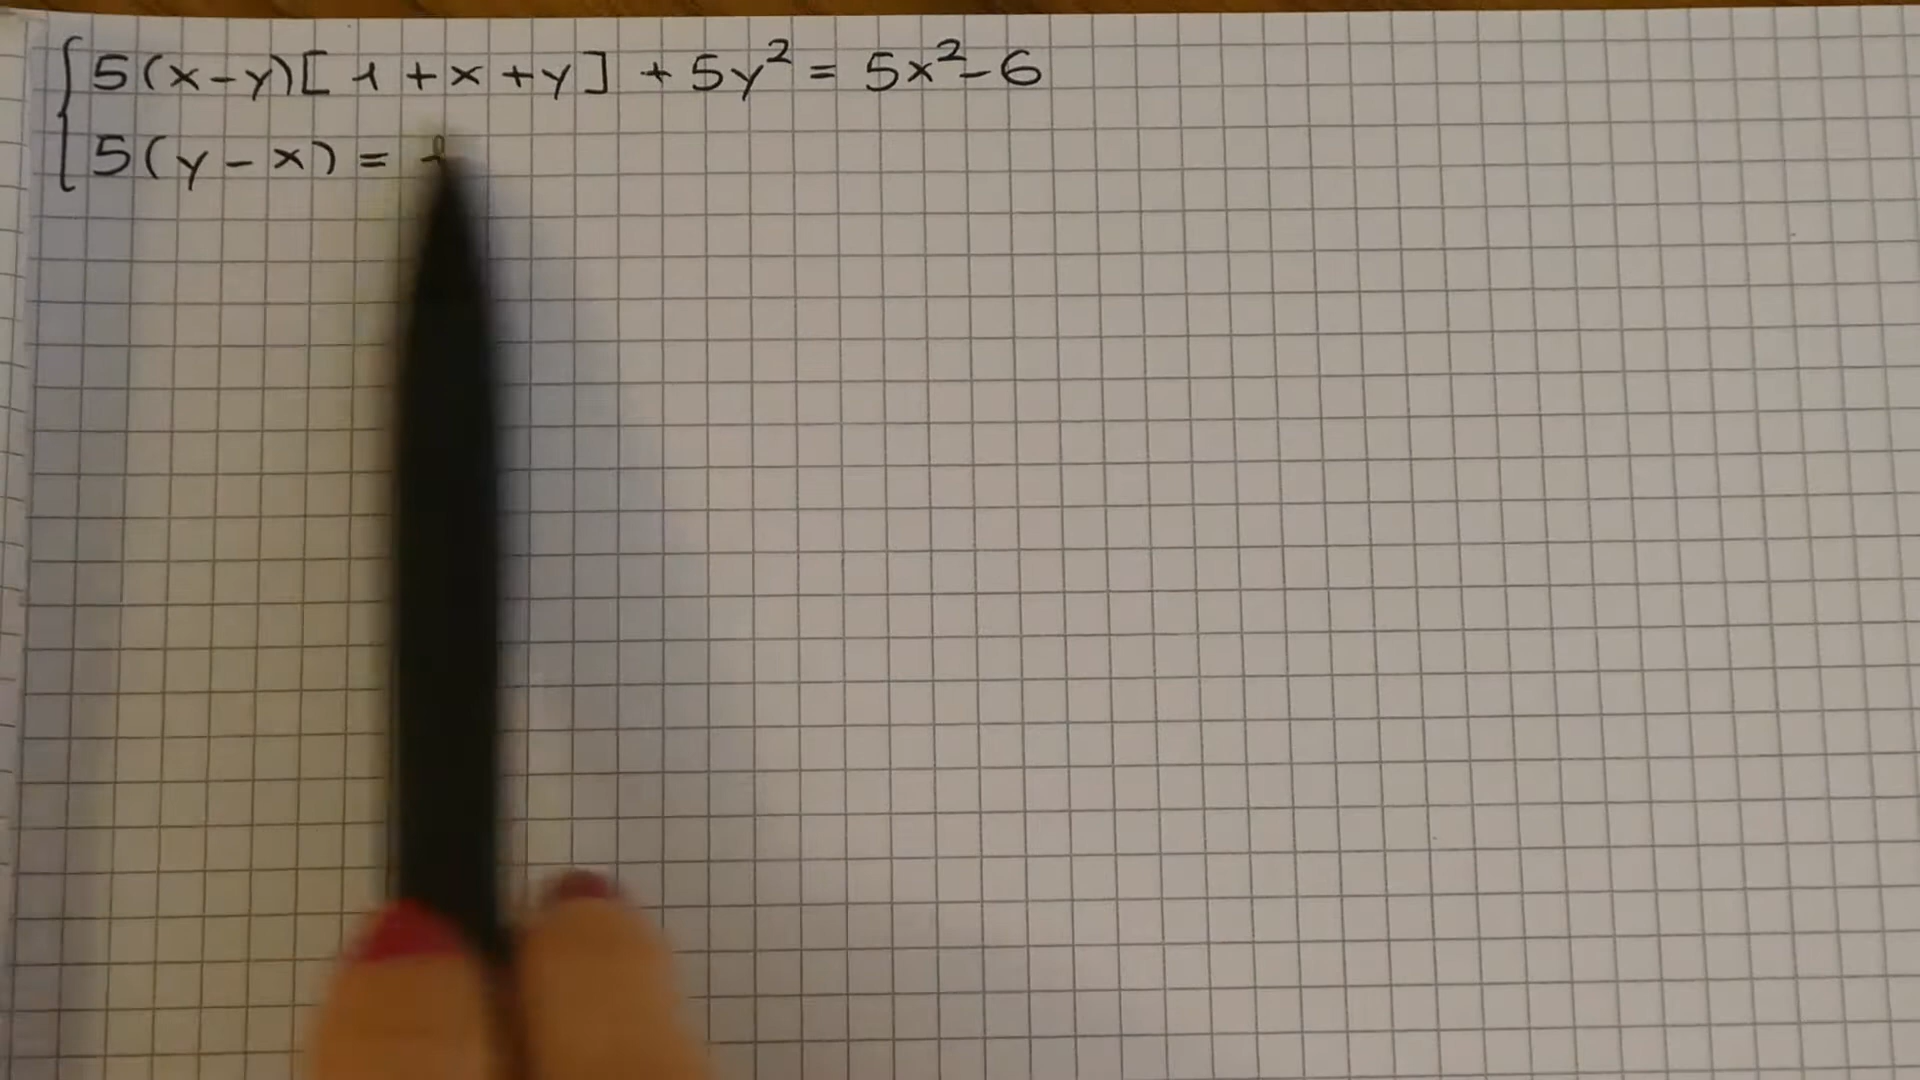 5(x-y)[1+x+y] + 5y² = 5x²-6
5(y-x) =